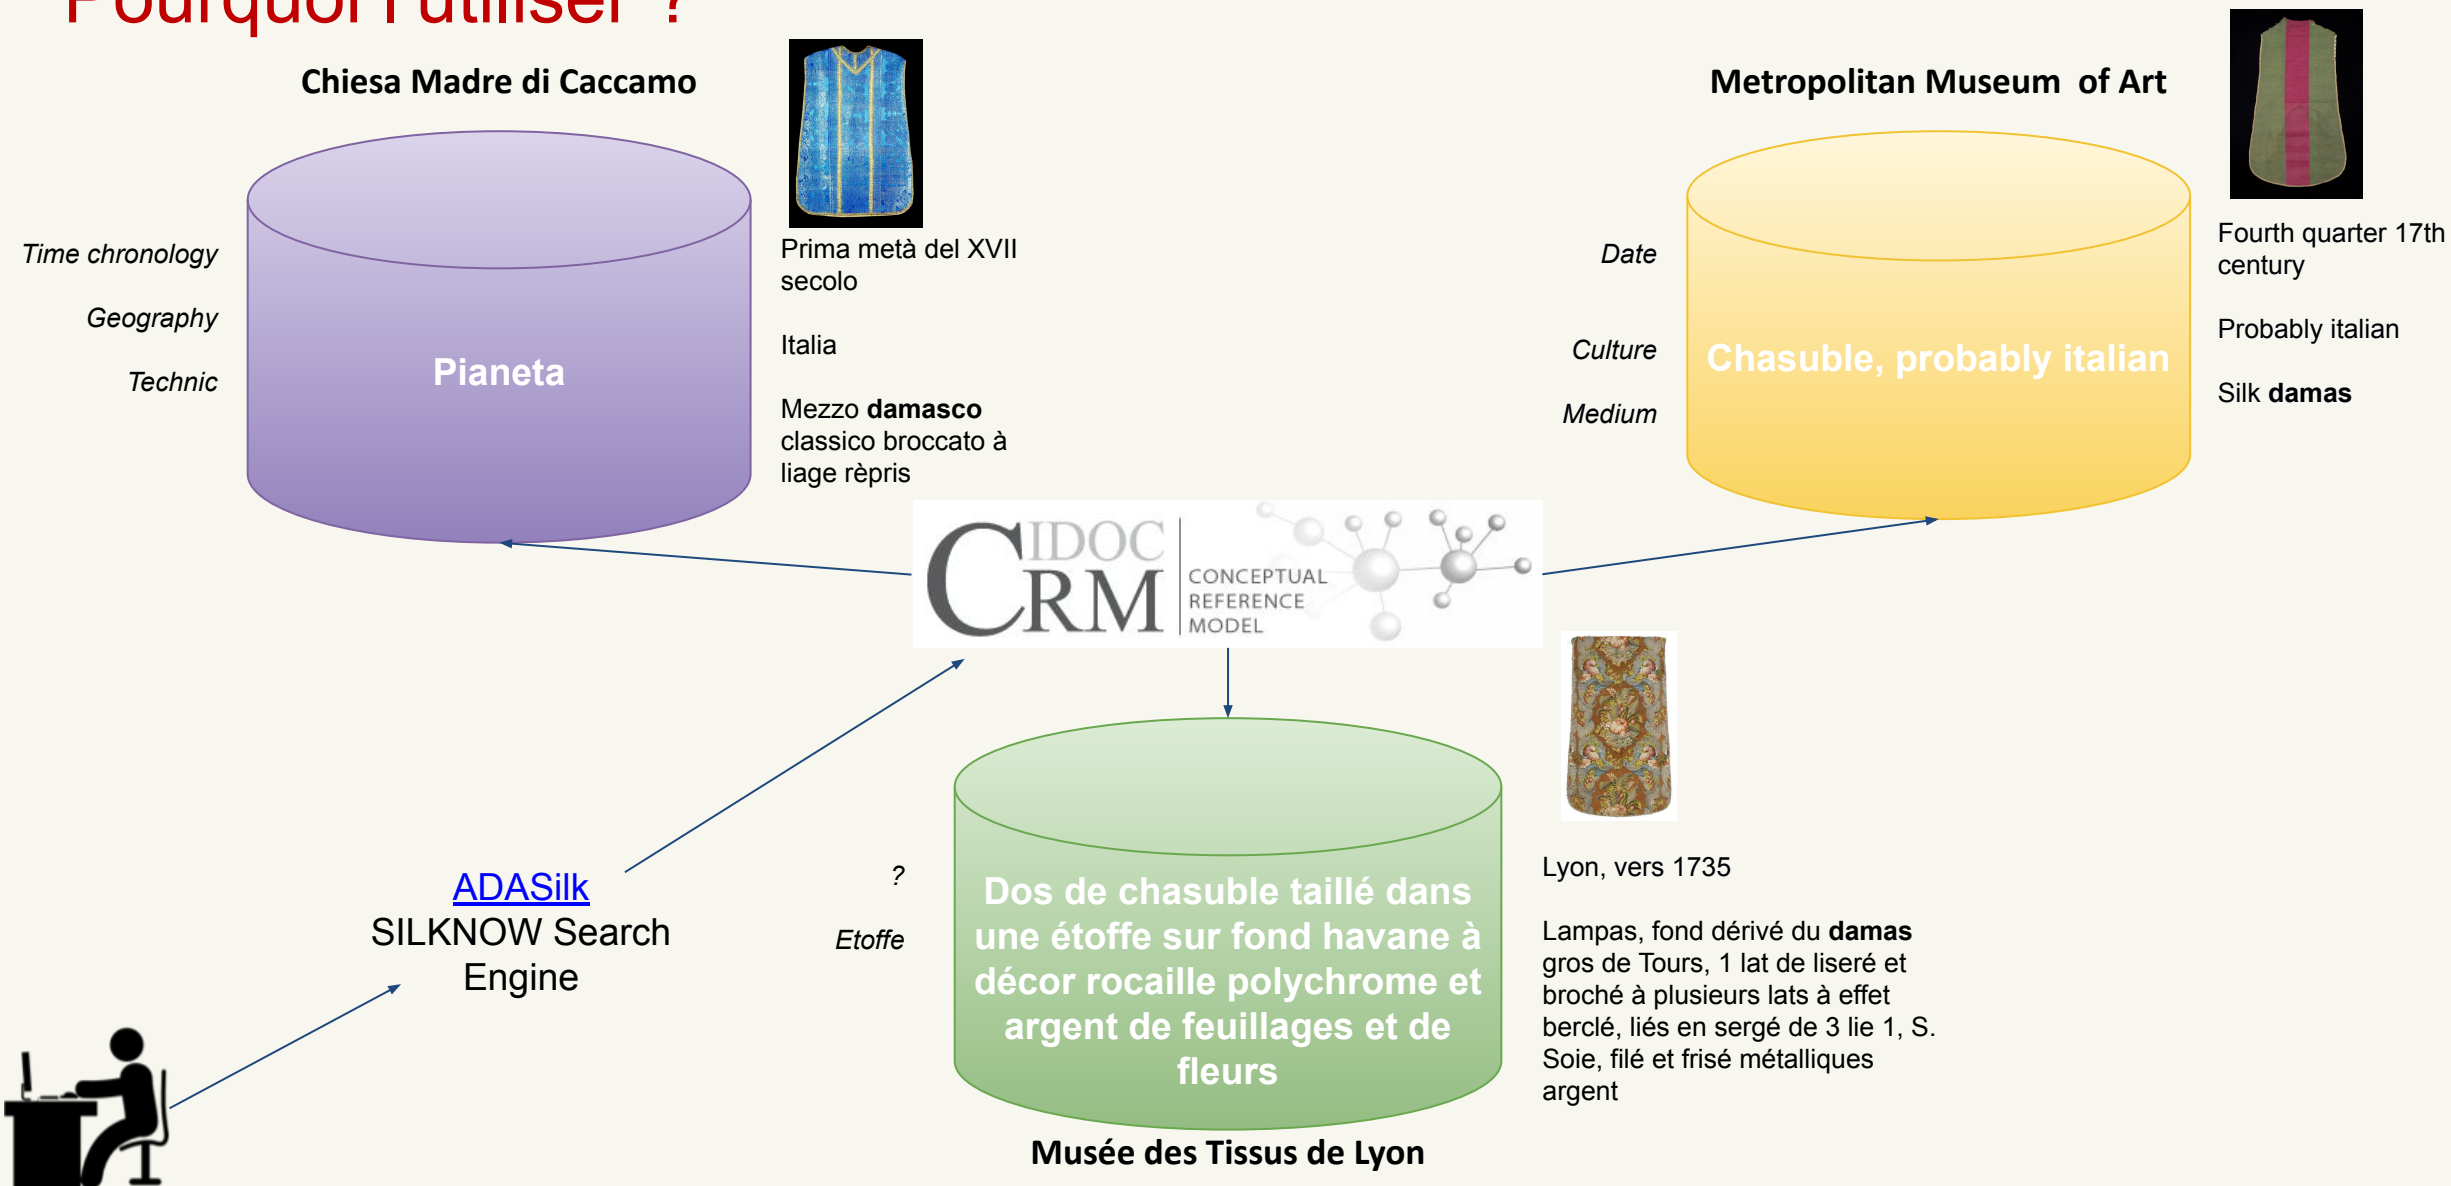 Pourquoi l'utiliser ?
Chiesa Madre di Caccamo
Time chronology
Geography
Technic
Pianeta
Prima metà del XVII
secolo
Italia
Mezzo damasco
classico broccato à
liage rèpris
Metropolitan Museum of Art
Date
Culture
Medium
Chasuble, probably italian
Fourth quarter 17th
century
Probably italian
Silk damas
CIDOC
CRM
CONCEPTUAL
REFERENCE
MODEL
ADASilk
SILKNOW Search
Engine
?
Etoffe
Dos de chasuble taillé dans
une étoffe sur fond havane à
décor rocaille polychrome et
argent de feuillages et de
fleurs
Lyon, vers 1735
Lampas, fond dérivé du damas
gros de Tours, 1 lat de liseré et
broché à plusieurs lats à effet
berclé, liés en sergé de 3 lie 1, S.
Soie, filé et frisé métalliques
argent
Musée des Tissus de Lyon